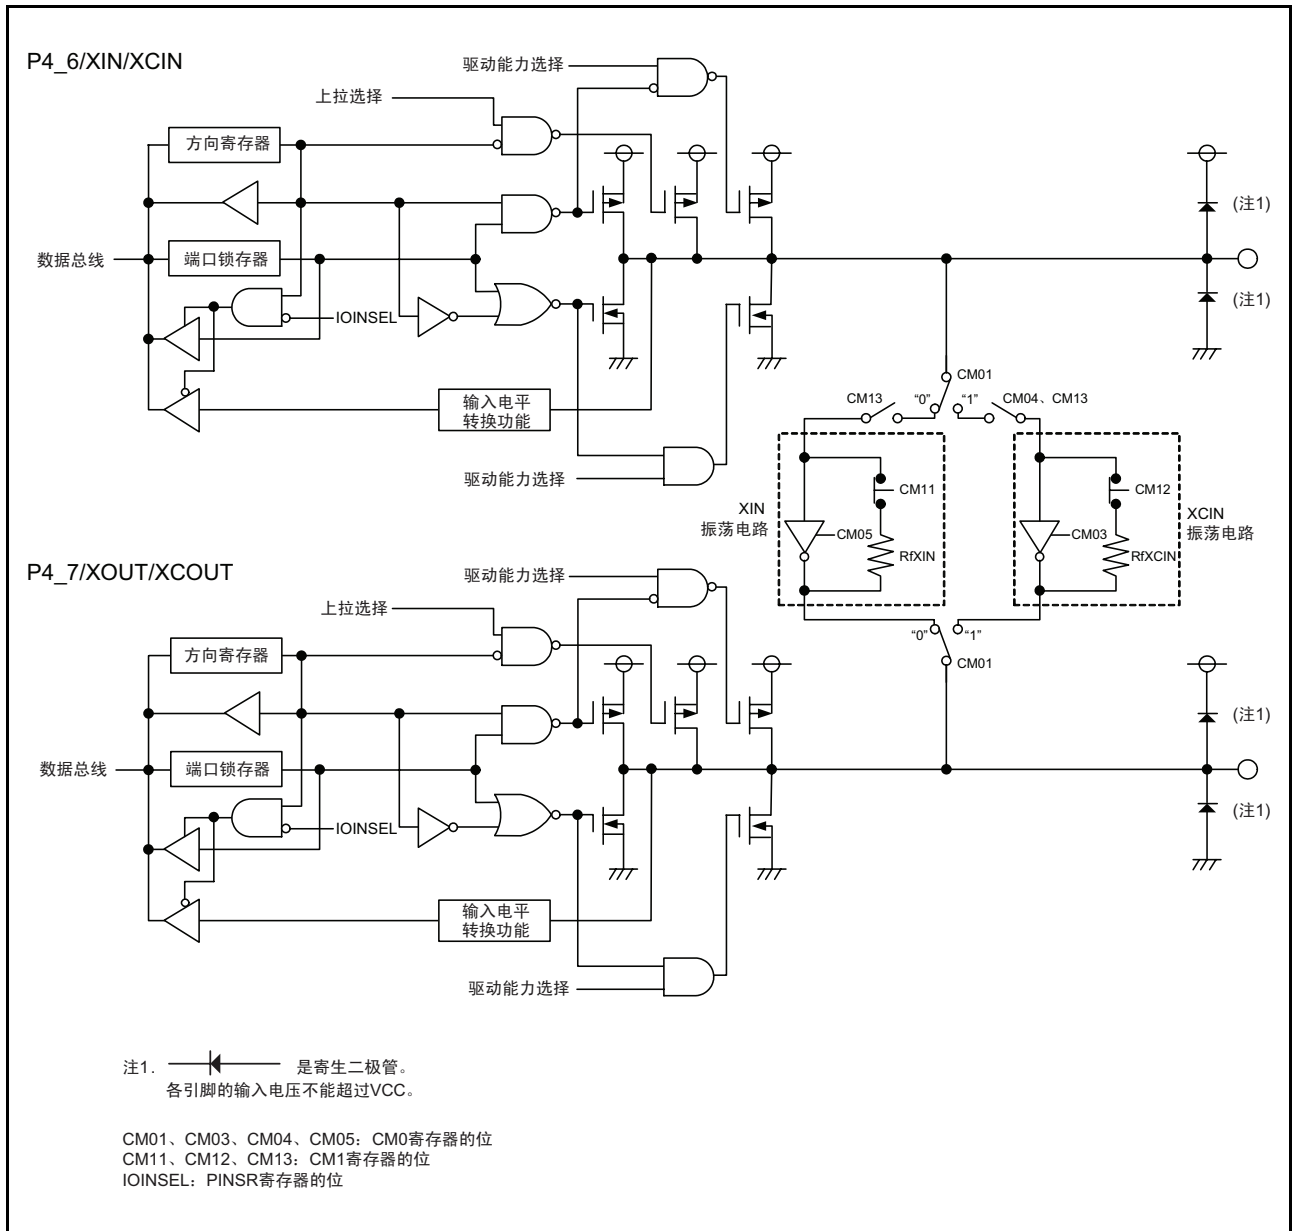 P4_6/XIN/XCIN
驱动能力选择
上拉选择
方向寄存器
(注1)
数据总线
端口锁存器
(注1)
IOINSEL
CM01
CM13
“0”
“1”
CM04、CM13
输入电平
转换功能
驱动能力选择
CM11
CM12
XIN
振荡电路
XCIN
振荡电路
CM05
CM03
RfXIN
RfXCIN
P4_7/XOUT/XCOUT
驱动能力选择
上拉选择
“0”
“1”
方向寄存器
CM01
(注1)
数据总线
端口锁存器
(注1)
IOINSEL
输入电平
转换功能
驱动能力选择
注1. 是寄生二极管。
各引脚的输入电压不能超过VCC。
CM01、CM03、CM04、CM05：CM0寄存器的位
CM11、CM12、CM13：CM1寄存器的位
IOINSEL：PINSR寄存器的位